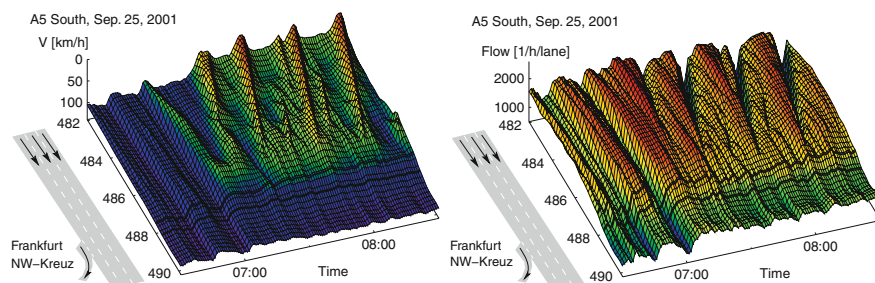 A5 South, Sep. 25, 2001
V [km/h]
0
50
100
482
484
486
488
490
07:00
08:00
Time
Frankfurt
NW−Kreuz
A5 South, Sep. 25, 2001
Flow [1/h/lane]
2000
1000
482
484
486
488
490
07:00
08:00
Time
Frankfurt
NW−Kreuz